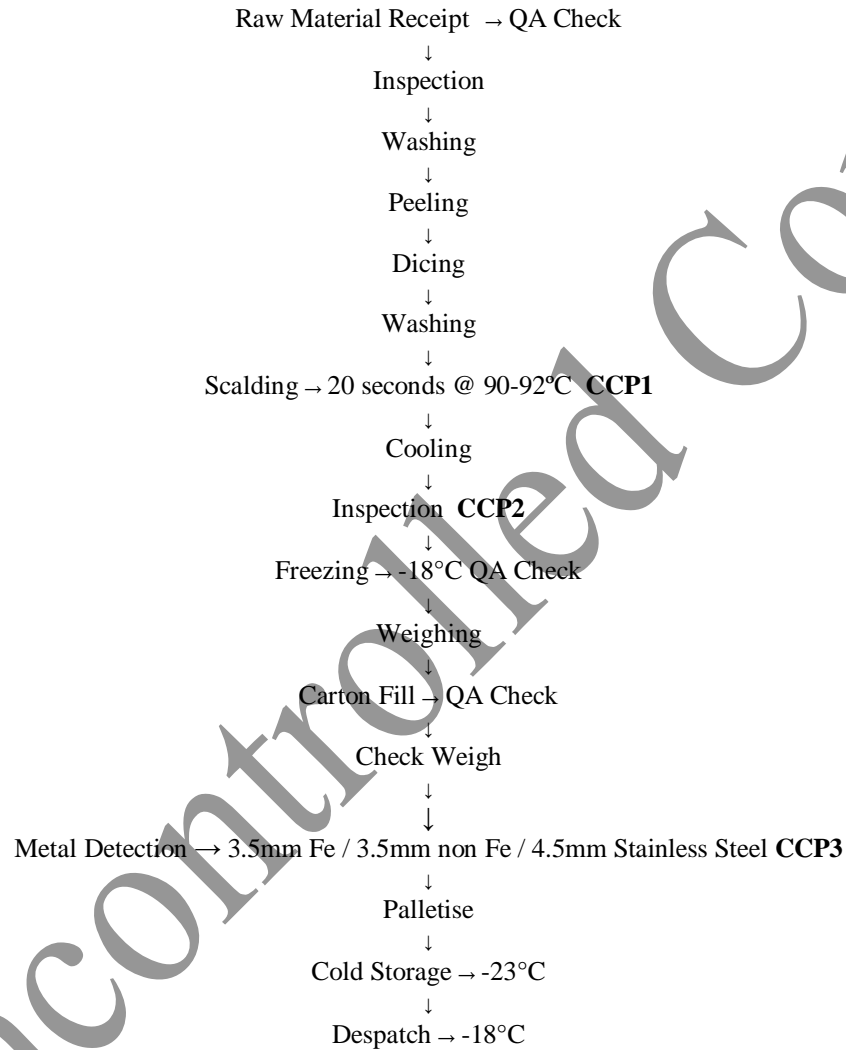 Raw Material Receipt → QA Check
↓
Inspection
↓
Washing
↓
Peeling
↓
Dicing
↓
Washing
↓
Scalding → 20 seconds @ 90-92ºC CCP1
↓
Cooling
↓
Inspection CCP2
↓
Freezing → -18°C QA Check
↓
Weighing
↓
Carton Fill → QA Check
↓
Check Weigh
↓
↓
Metal Detection → 3.5mm Fe / 3.5mm non Fe / 4.5mm Stainless Steel CCP3
↓
Palletise
↓
Cold Storage → -23°C
↓
Despatch → -18°C
ncontrolled Co